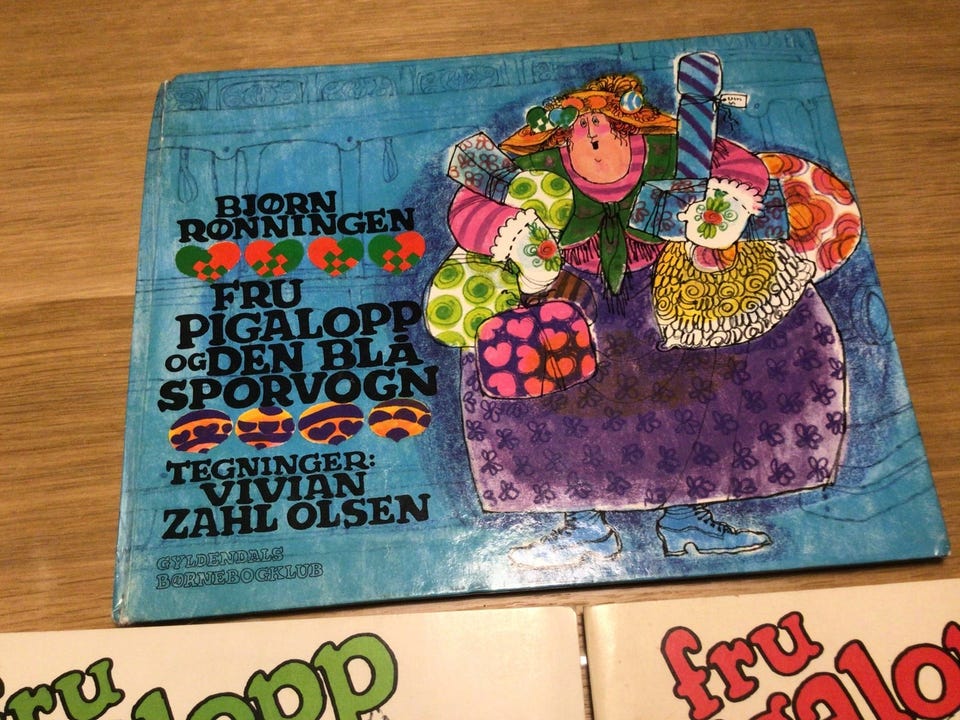 BJØRN
RØNNINGEN
FRU
PIGALOPP
OG DEN BLÅ
SPORVOGN
TEGNINGER:
VIVIAN
ZAHL OLSEN
GYLDENDALS
BØRNEBOGKLUB
fru
fru